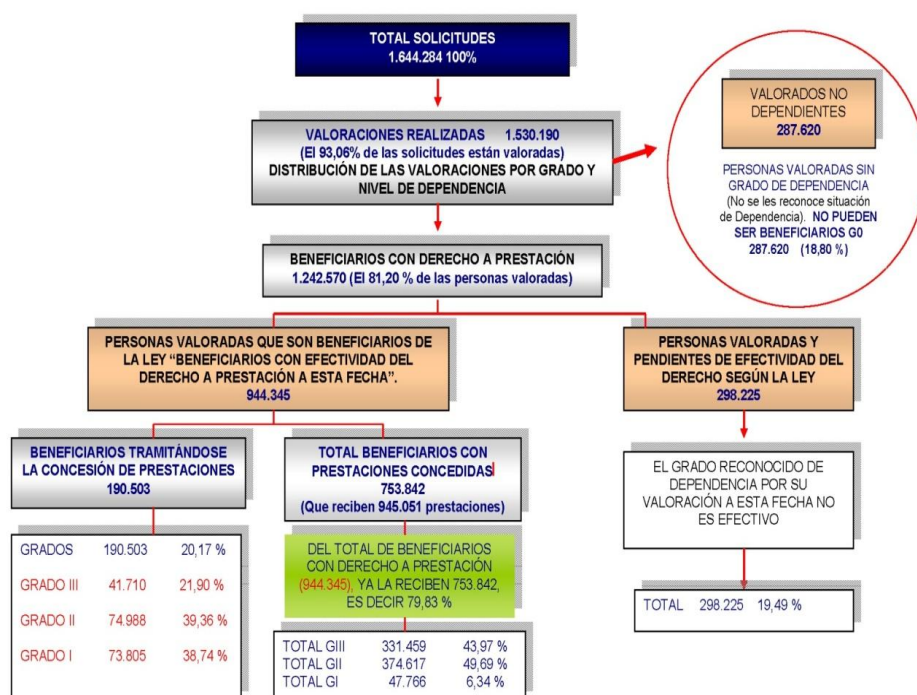 TOTAL SOLICITUDES
1.644.284 100%
VALORACIONES REALIZADAS 1.530.190
(El 93,06% de las solicitudes están valoradas)
DISTRIBUCIÓN DE LAS VALORACIONES POR GRADO Y
NIVEL DE DEPENDENCIA
VALORADOS NO
DEPENDIENTES
287.620
PERSONAS VALORADAS SIN
GRADO DE DEPENDENCIA
(No se les reconoce situación
de Dependencia). NO PUEDEN
SER BENEFICIARIOS G0
287.620 (18,80 %)
BENEFICIARIOS CON DERECHO A PRESTACIÓN
1.242.570 (El 81,20 % de las personas valoradas)
PERSONAS VALORADAS QUE SON BENEFICIARIOS DE
LA LEY “BENEFICIARIOS CON EFECTIVIDAD DEL
DERECHO A PRESTACIÓN A ESTA FECHA”.
944.345
PERSONAS VALORADAS Y
PENDIENTES DE EFECTIVIDAD DEL
DERECHO SEGÚN LA LEY
298.225
BENEFICIARIOS TRAMITÁNDOSE
LA CONCESIÓN DE PRESTACIONES
190.503
TOTAL BENEFICIARIOS CON
PRESTACIONES CONCEDIDAS
753.842
(Que reciben 945.051 prestaciones)
EL GRADO RECONOCIDO DE
DEPENDENCIA POR SU
VALORACIÓN A ESTA FECHA NO
ES EFECTIVO
GRADOS 190.503 20,17 %
GRADO III 41.710 21,90 %
GRADO II 74.988 39,36 %
GRADO I 73.805 38,74 %
DEL TOTAL DE BENEFICIARIOS
CON DERECHO A PRESTACIÓN
(944.345), YA LA RECIBEN 753.842,
ES DECIR 79,83 %
TOTAL GIII 331.459 43,97 %
TOTAL GII 374.617 49,69 %
TOTAL GI 47.766 6,34 %
TOTAL 298.225 19,49 %